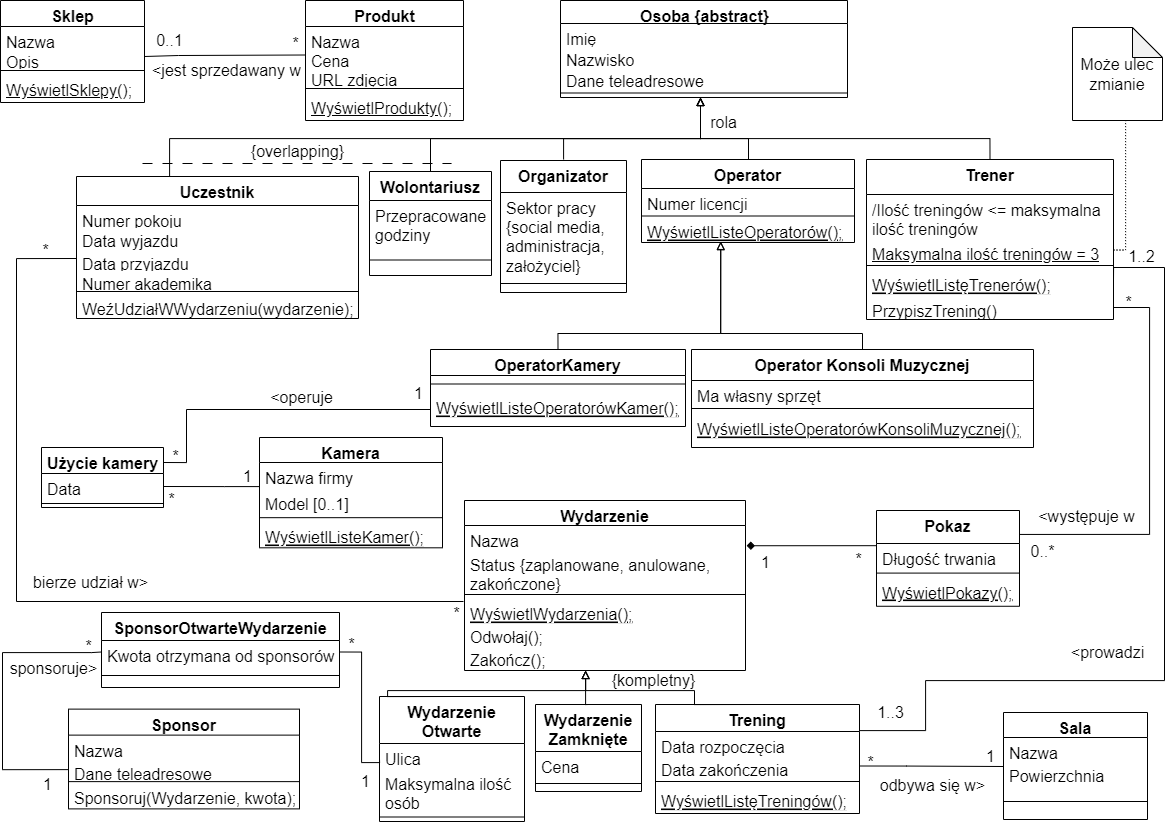 Sklep
Nazwa
Opis
WyświetlSklepy();
0..1
*
<jest sprzedawany w
Produkt
Nazwa
Cena
URL zdjęcia
WyświetlProdukty();
Osoba {abstract}
Imię
Nazwisko
Dane teleadresowe
Może ulec
zmianie
rola
{overlapping}
Uczestnik
Numer pokoju
Data wyjazdu
Data przyjazdu
Numer akademika
WeźUdziałWWydarzeniu(wydarzenie);
*
Wolontariusz
Przepracowane
godziny
Organizator
Sektor pracy
{social media,
administracja,
założyciel}
Operator
Numer licencji
WyświetlListeOperatorów();
Trener
/Ilość treningów <= maksymalna
ilość treningów
Maksymalna ilość treningów = 3
WyświetlListęTrenerów();
PrzypiszTrening()
1..2
*
OperatorKamery
WyświetlListeOperatorówKamer();
Operator Konsoli Muzycznej
Ma własny sprzęt
WyświetlListeOperatorówKonsoliMuzycznej();
<operuje
1
*
Użycie kamery
Data
*
1
Kamera
Nazwa firmy
Model [0..1]
WyświetlListeKamer();
Wydarzenie
Nazwa
Status {zaplanowane, anulowane,
zakończone}
WyświetlWydarzenia();
Odwołaj();
Zakończ();
1
*
Pokaz
Długość trwania
WyświetlPokazy();
<występuje w
0..*
bierze udział w>
*
SponsorOtwarteWydarzenie
Kwota otrzymana od sponsorów
*
*
sponsoruje>
<prowadzi
{kompletny}
Sponsor
Nazwa
Dane teleadresowe
Sponsoruj(Wydarzenie, kwota);
1
1
Wydarzenie
Otwarte
Ulica
Maksymalna ilość
osób
Wydarzenie
Zamknięte
Cena
Trening
Data rozpoczęcia
Data zakończenia
WyświetlListęTreningów();
1..3
*
1
odbywa się w>
Sala
Nazwa
Powierzchnia